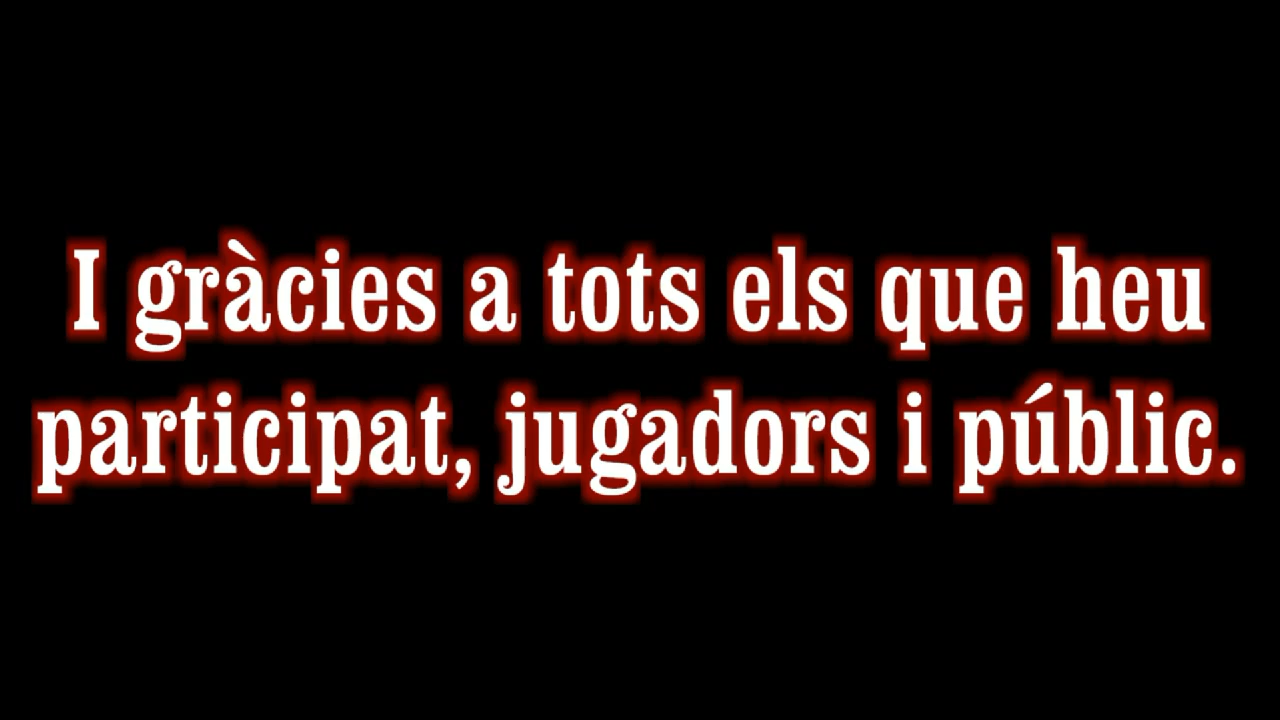 I gràcies a tots els que heu
participat, jugadors i públic.